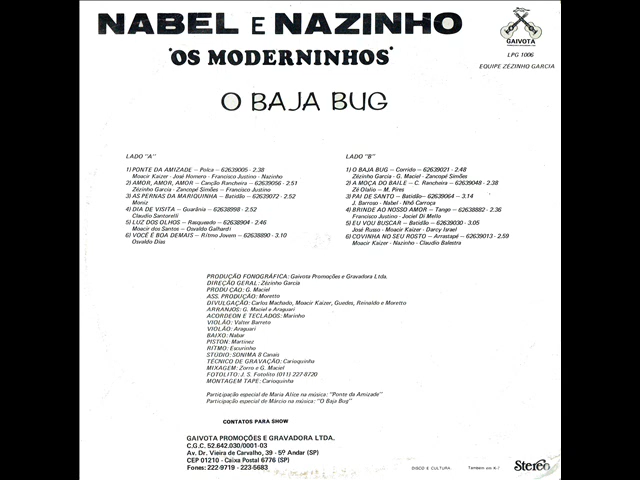 NABEL E NAZINHO
"OS MODERNINHOS"
O BAJA BUG
GAIVOTA
LPG 1006
EQUIPE ZEZINHO GARCIA
LADO "A"
1) PONTE DA AMIZADE – Polca – 62639005 - 2.38
Moacir Kaizer - José Homero - Francisco Justino - Nazinho
2) AMOR, AMOR, AMOR – Canção Rancheira – 62639056 - 2.51
Zézinho Garcia - Zancopé Simões – Francisco Justino
3) AS PERNAS DA MARIQUINHA – Batidão – 62639072 - 2.52
Moniz
4) DIA DE VISITA – Guarânia – 62638898 - 2.52
Claudio Santorelli
5) LUZ DOS OLHOS – Rasqueado – 62638904 - 2.46
Moacir dos Santos – Osvaldo Galhardi
6) VOCÊ É BOA DEMAIS – Ritmo Jovem – 62638890 - 3.10
Osvaldo Dias
LADO "B"
1) O BAJA BUG – Corrido – 62639021 - 2.48
Zézinho Garcia - G. Maciel - Zancopé Simões
2) A MOÇA DO BAILE – C. Rancheira – 62639048 - 2.38
Zé Olalio – M. Pires
3) PAI DE SANTO – Batidão – 62639064 - 3.14
J. Barroso - Nabel - Nhô Carroça
4) BRINDE AO NOSSO AMOR – Tango – 62638882 - 2.36
Francisco Justino - Jociel Di Mello
5) EU VOU BUSCAR – Batidão – 62639030 - 3.05
José Russo - Moacir Kaizer - Darcy Israel
6) COVINHA NO SEU ROSTO – Arrastapé – 62639013 - 2.59
Moacir Kaizer - Nazinho - Claudio Balestra
PRODUÇÃO FONOGRÁFICA: Gaivota Promoções e Gravadora Ltda.
DIREÇÃO GERAL: Zézinho Garcia
PRODUÇÃO: G. Maciel
ASS. PRODUÇÃO: Moretto
DIVULGAÇÃO: Carlos Machado, Moacir Kaizer, Guedes, Reinaldo e Moretto
ARRANJOS: G. Maciel e Araguari
ACORDEON E TECLADOS: Marinho
VIOLÃO: Valter Barreto
VIOLÃO: Araguari
BAIXO: Nabar
PISTON: Martinez
RITMO: Escurinho
STÚDIO: SONIMA 8 Canais
TÉCNICO DE GRAVAÇÃO: Carioquinha
MIXAGEM: Zorro e G. Maciel
FOTOLITO: J. S. Fotolito (011) 227-8720
MONTAGEM TAPE: Carioquinha
Participação especial de Maria Alice na música: "Ponte da Amizade"
Participação especial de Márcio na música: "O Baja Bug"
CONTATOS PARA SHOW
GAIVOTA PROMOÇÕES E GRAVADORA LTDA.
C.G.C. 52.642.030/0001-03
Av. Dr. Vieira de Carvalho, 39 - 5º Andar (SP)
CEP 01210 - Caixa Postal 6776 (SP)
Fones: 222-9719 - 223-5683
DISCO É CULTURA.
Também em K-7
Stereo